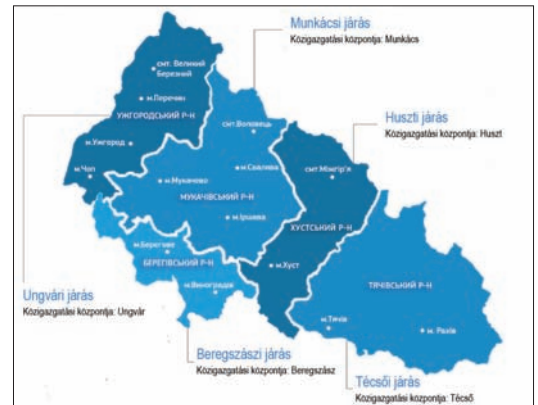 Munkácsi járás
Közigazgatási központja: Munkács
смт. Великий
Березний
м.Перечин
УЖГОРОДСЬКИЙ Р-Н
м.Ужгород
м.Чоп
смт.Воловець
м.Свалява
м.Мукачево
МУКАЧІВСЬКИЙ Р-Н
м.Іршава
Huszti járás
Közigazgatási központja: Huszt
смт.Міжгір'я
ХУСТСЬКИЙ Р-Н
м.Хуст
м.Берегове
БЕРЕГІВСЬКИЙ Р-Н
м.Виноградів
ТЯЧІВСЬКИЙ Р-Н
м.Тячів
м. Рахів
Ungvári járás
Közigazgatási központja: Ungvár
Beregszászi járás
Közigazgatási központja: Beregszász
Técsői járás
Közigazgatási központja: Técső